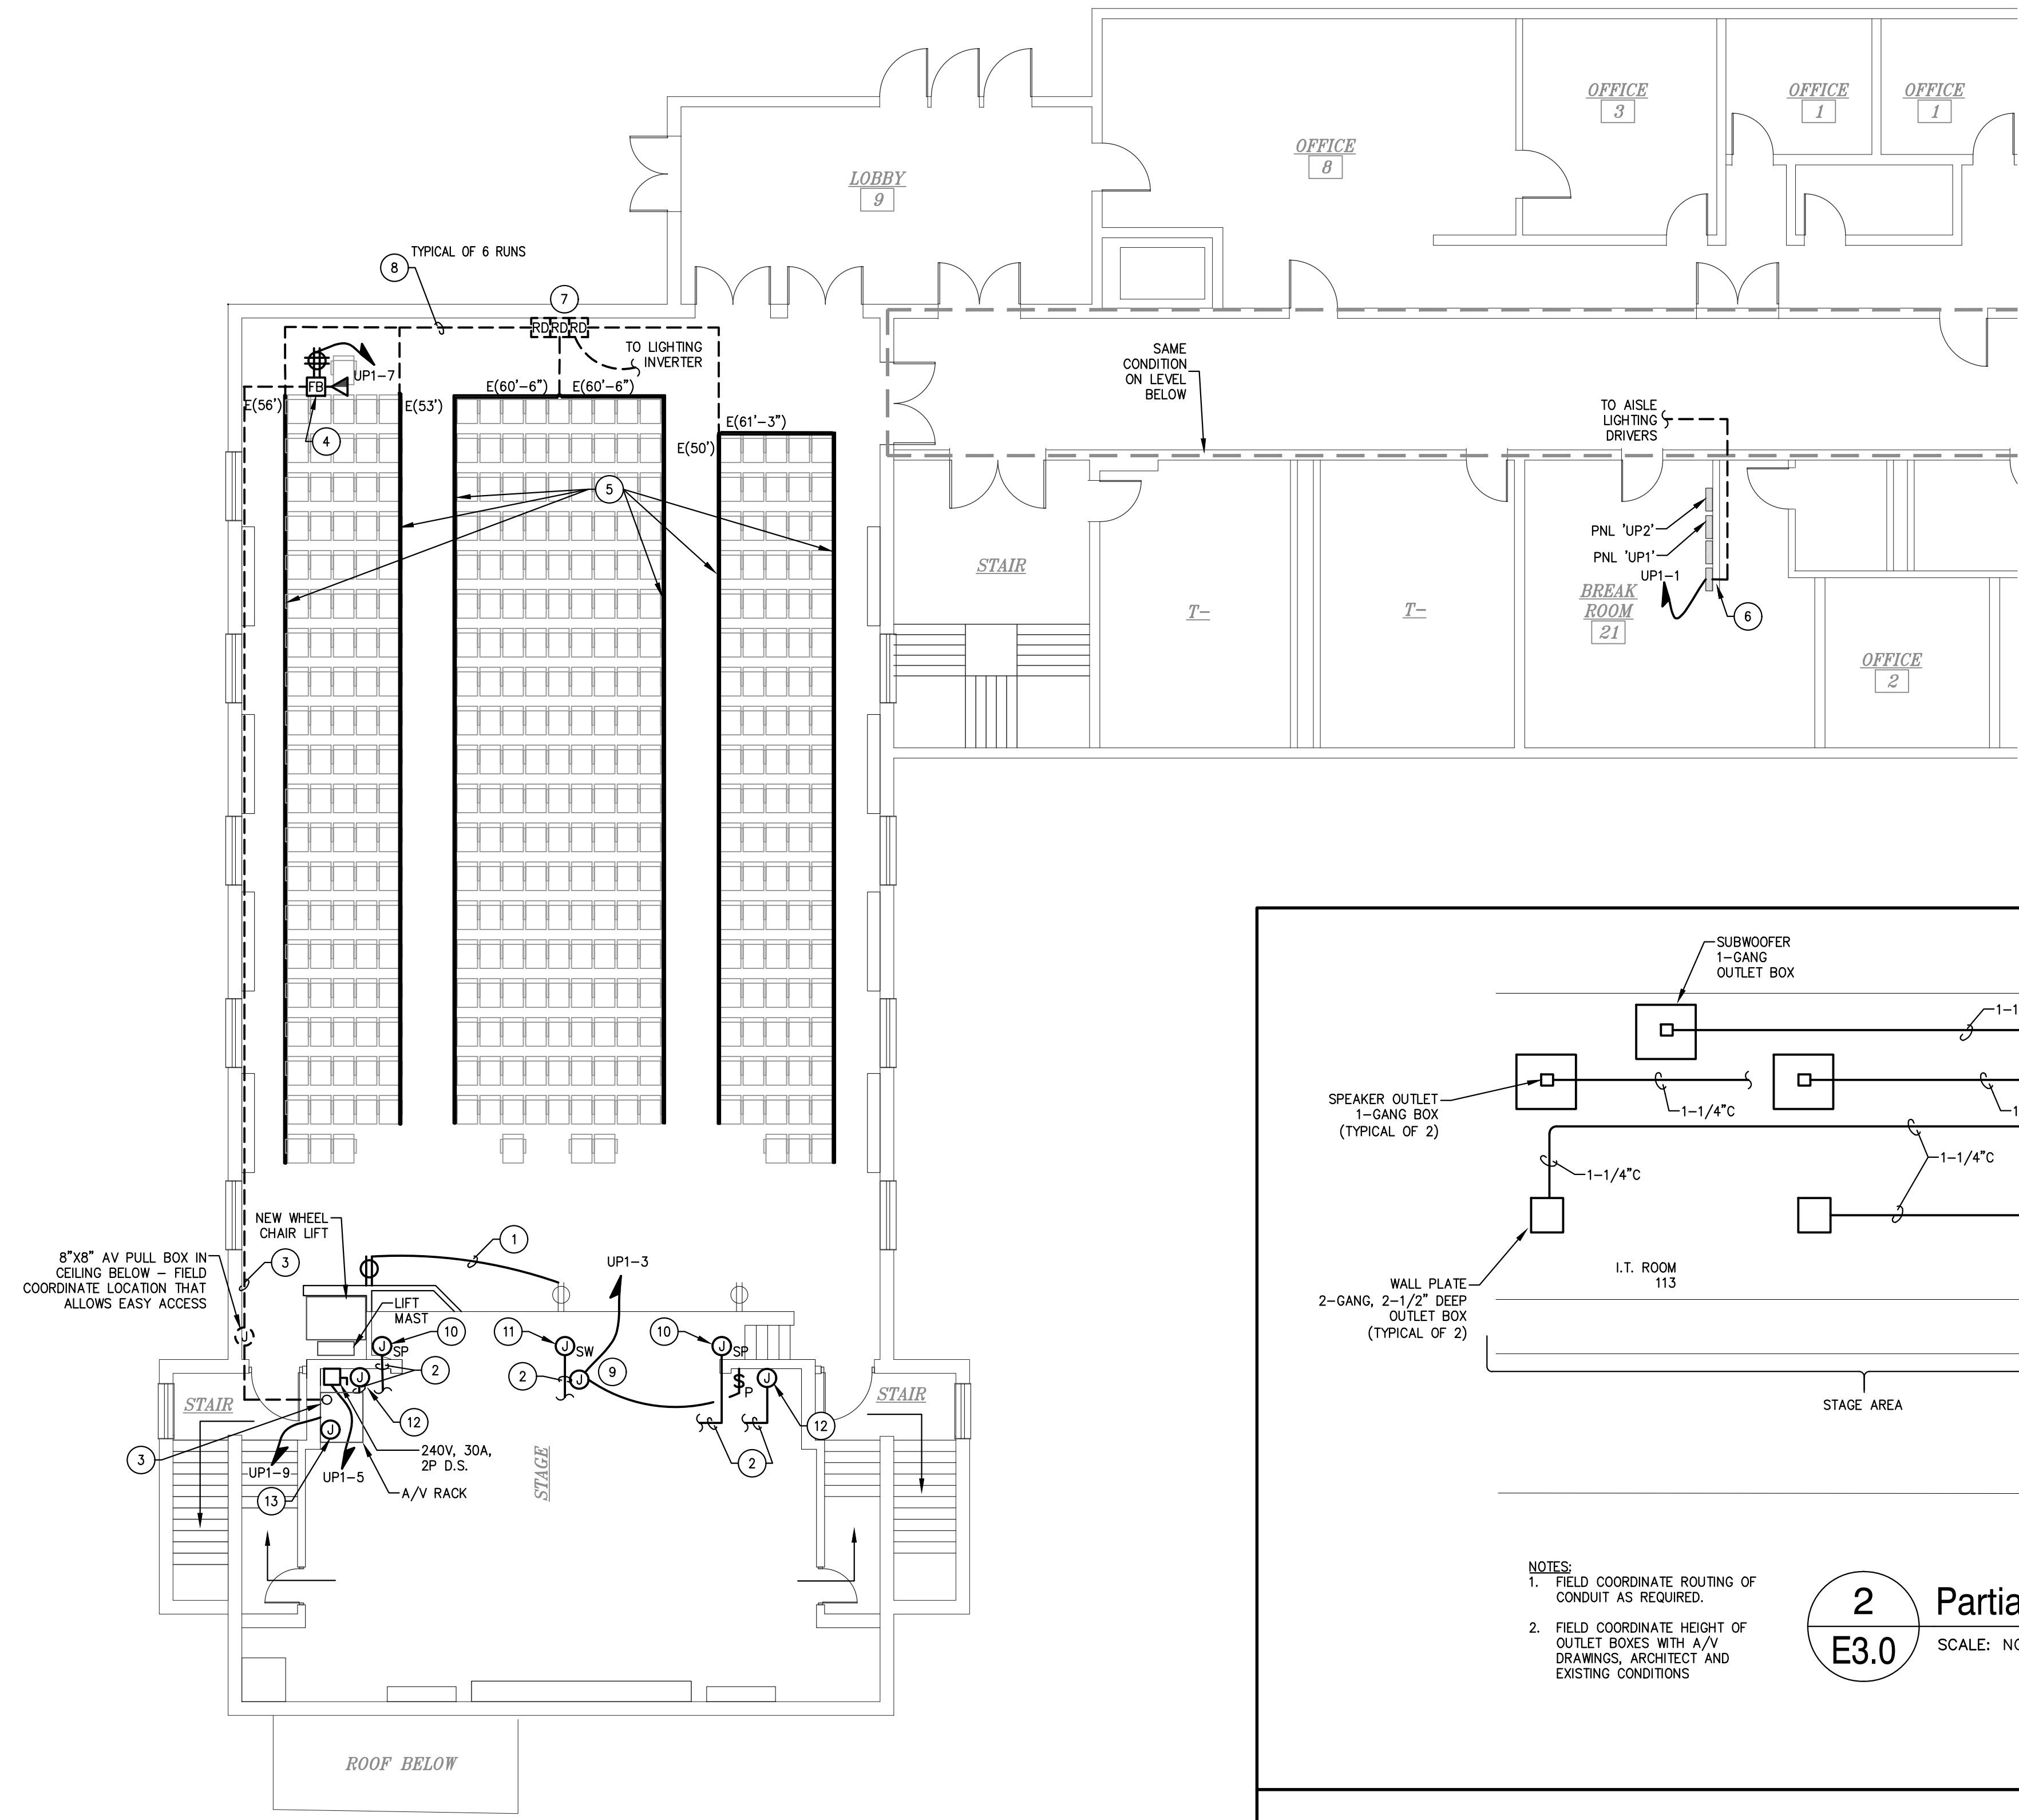 OFFICE
3
OFFICE
1
OFFICE
1
OFFICE
8
LOBBY
9
8
TYPICAL OF 6 RUNS
7
RD
RD
RD
TO LIGHTING
INVERTER
UP1-7
FB
4
E(56')
E(53')
E(60'-6")
E(60'-6")
E(61'-3")
E(50')
5
SAME
CONDITION
ON LEVEL
BELOW
TO AISLE
LIGHTING
DRIVERS
PNL 'UP2'
PNL 'UP1'
UP1-1
6
BREAK
ROOM
21
STAIR
T-
T-
OFFICE
2
NEW WHEEL
CHAIR LIFT
3
8"X8" AV PULL BOX IN
CEILING BELOW – FIELD
COORDINATE LOCATION THAT
ALLOWS EASY ACCESS
J
1
UP1-3
LIFT
MAST
J
SP
10
2
11
J
SW
2
J
9
10
J
SP
$
P
J
12
2
STAIR
J
12
STAIR
3
J
13
UP1-9
UP1-5
240V, 30A,
2P D.S.
A/V RACK
STAGE
ROOF BELOW
SUBWOOFER
1-GANG
OUTLET BOX
1-1
SPEAKER OUTLET
1-GANG BOX
(TYPICAL OF 2)
1-1/4"C
1
1-1/4"C
1-1/4"C
WALL PLATE
2-GANG, 2-1/2" DEEP
OUTLET BOX
(TYPICAL OF 2)
I.T. ROOM
113
STAGE AREA
NOTES:
1. FIELD COORDINATE ROUTING OF
CONDUIT AS REQUIRED.
2. FIELD COORDINATE HEIGHT OF
OUTLET BOXES WITH A/V
DRAWINGS, ARCHITECT AND
EXISTING CONDITIONS
2
E3.0
Partia
SCALE: NO